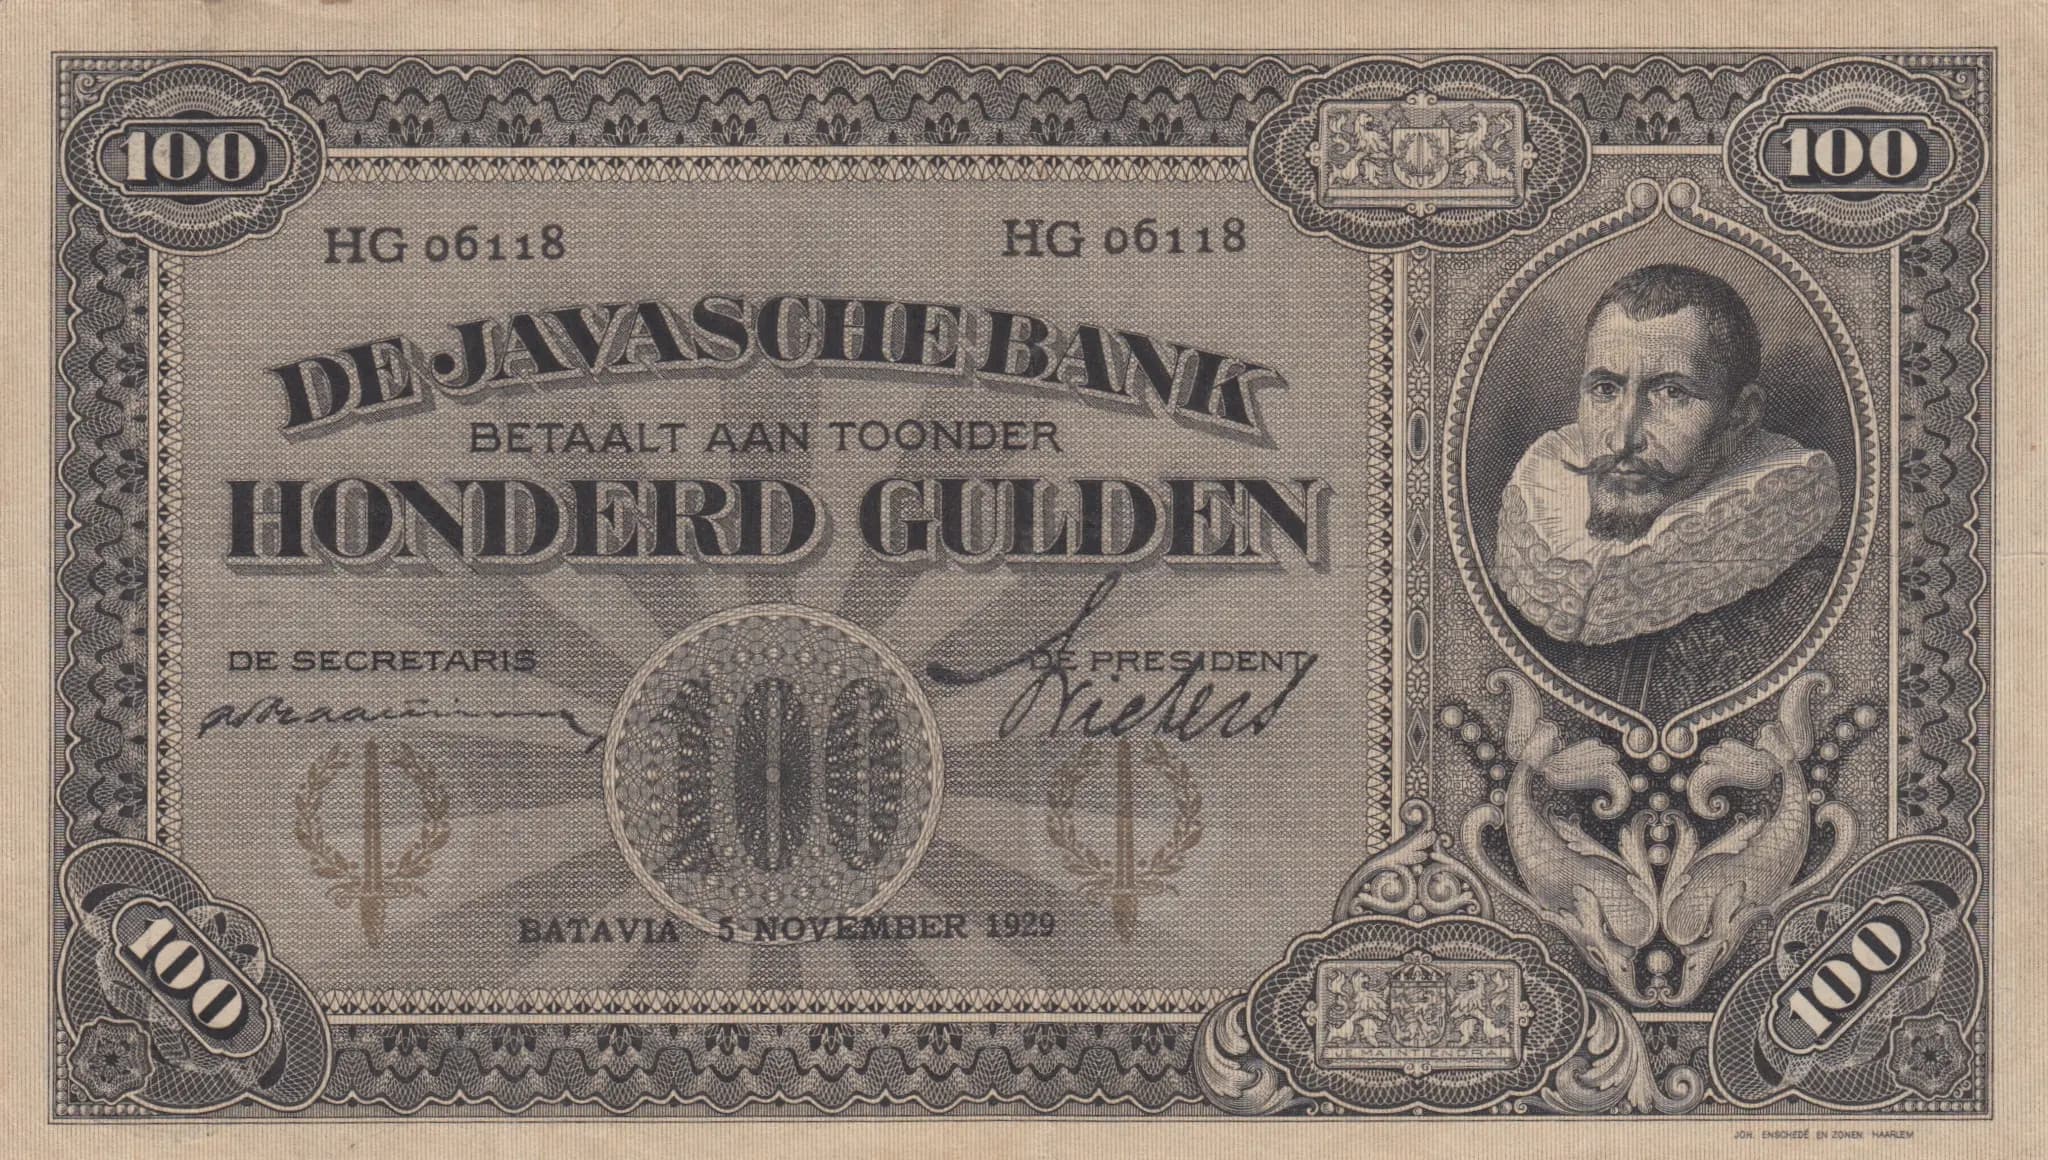 100
100
HG 06118
HG 06118
DE JAVASCHE BANK
BETAALT AAN TOONDER
HONDERD GULDEN
DE SECRETARIS
DE PRESIDENT
100
BATAVIA 5 NOVEMBER 1929
100
JE MAINTIENDRAI
100
JOH. ENSCHEDÉ EN ZONEN HAARLEM